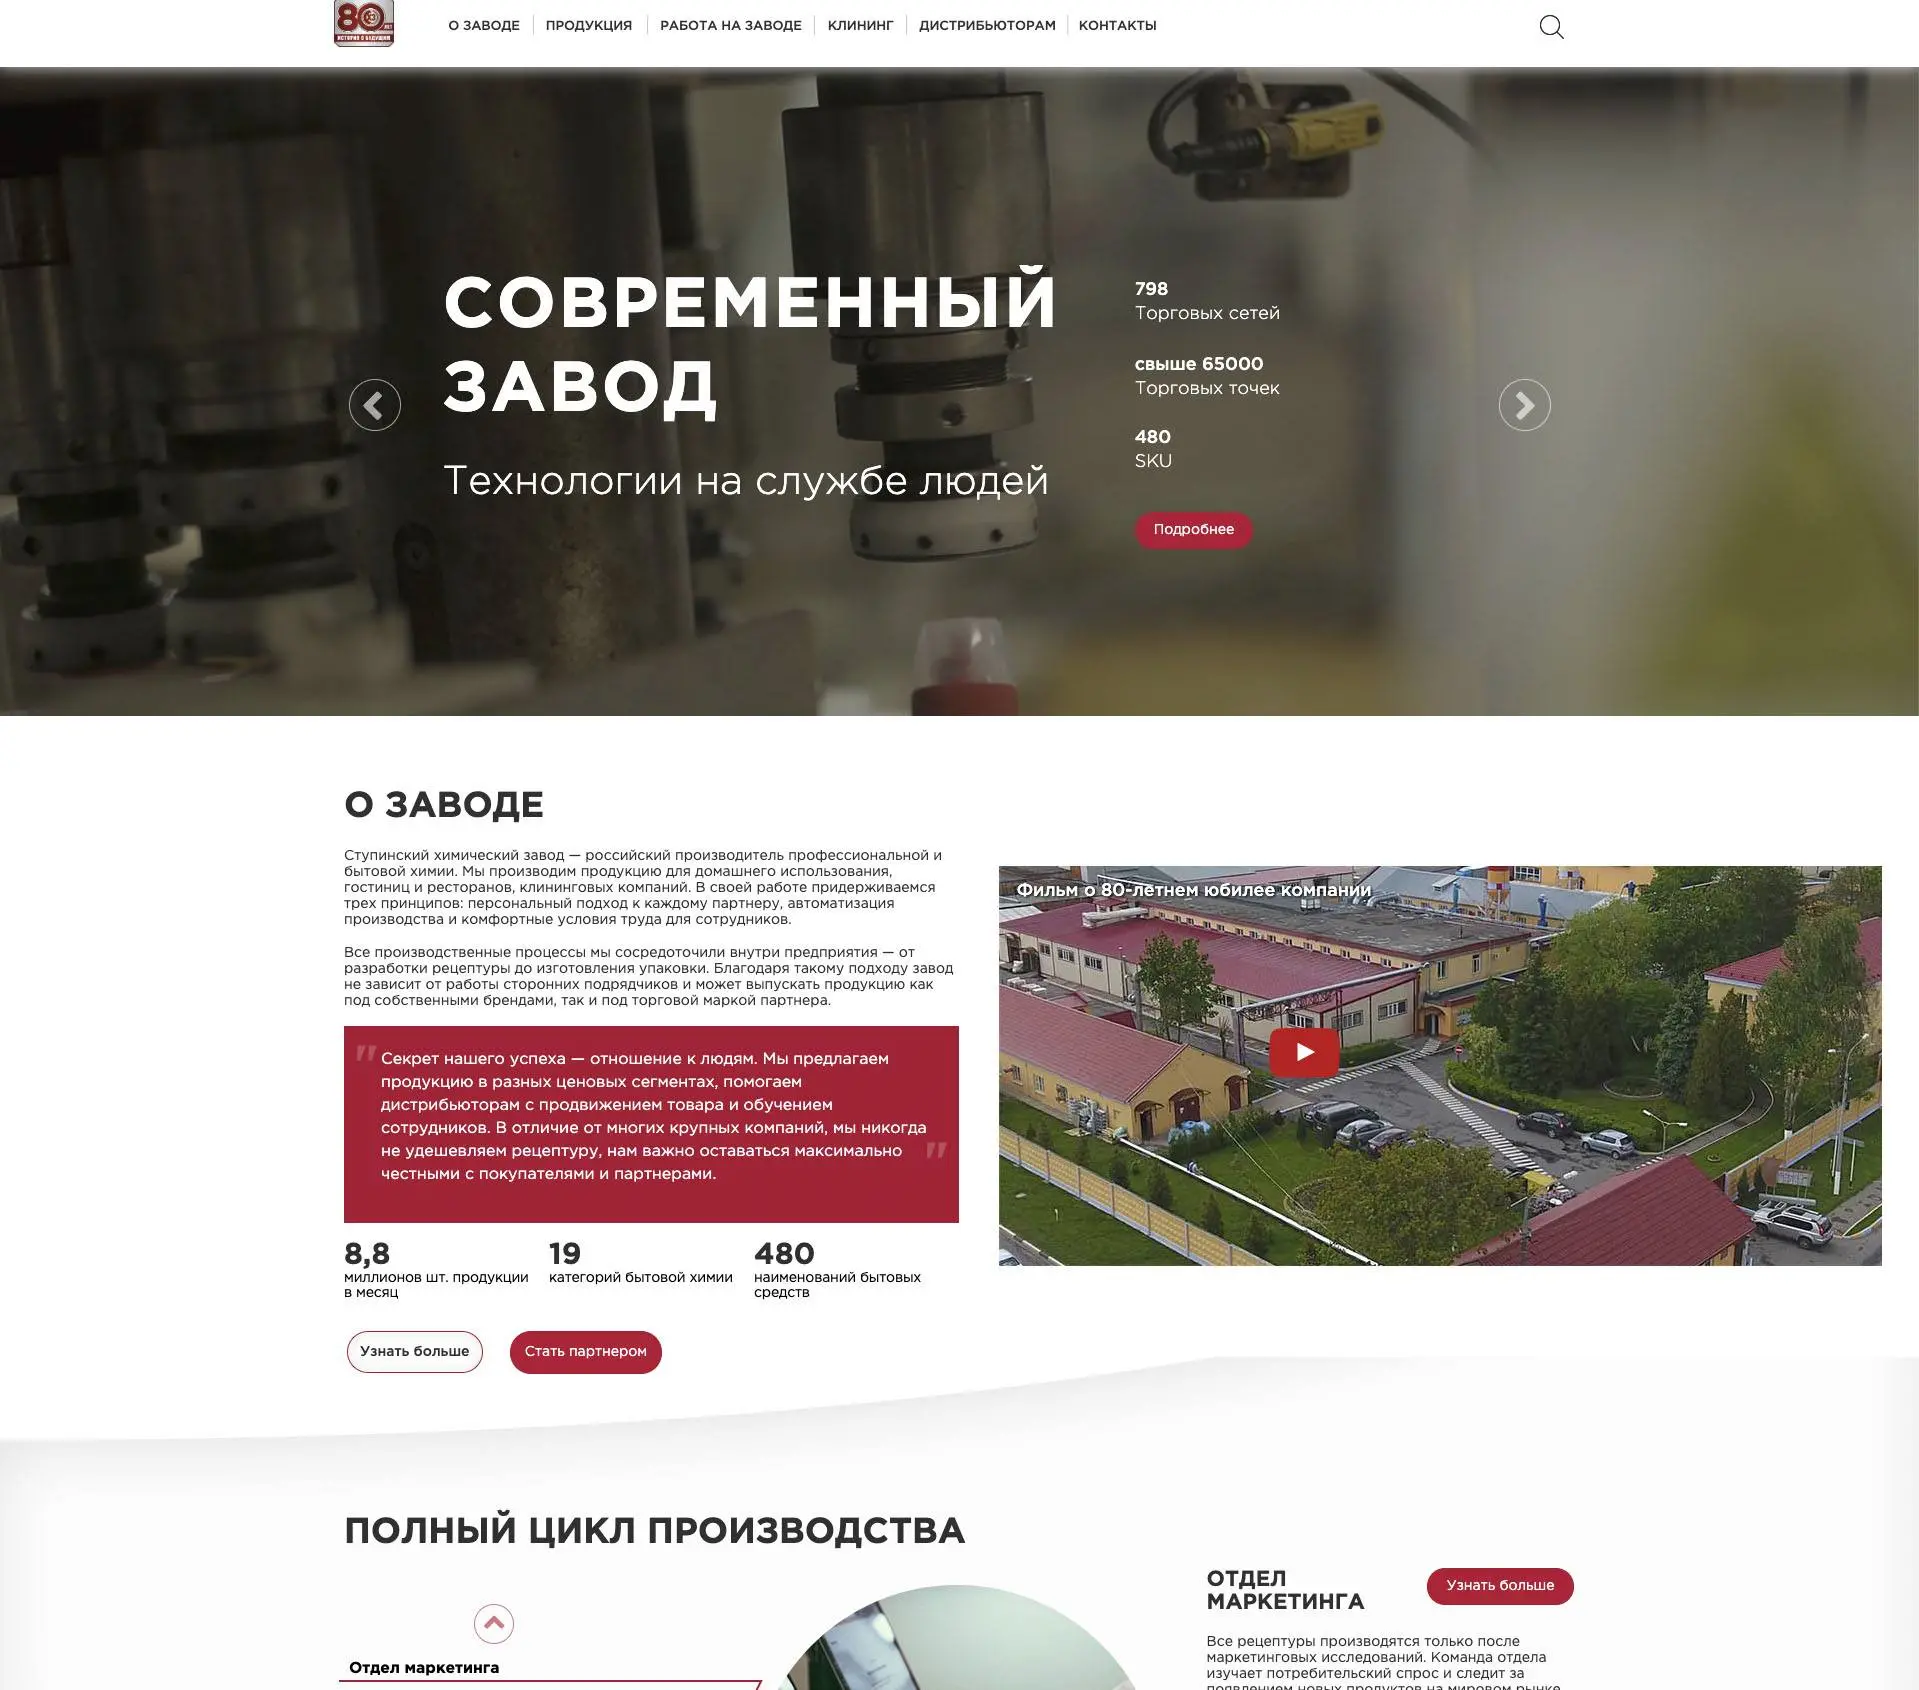 80 ЛЕТ
ИСТОРИЯ О БУДУЩЕМ
О ЗАВОДЕ
ПРОДУКЦИЯ
РАБОТА НА ЗАВОДЕ
КЛИНИНГ
ДИСТРИБЬЮТОРАМ
КОНТАКТЫ
СОВРЕМЕННЫЙ
ЗАВОД
Технологии на службе людей
798
Торговых сетей
свыше 65000
Торговых точек
480
SKU
Подробнее
О ЗАВОДЕ
Ступинский химический завод — российский производитель профессиональной и
бытовой химии. Мы производим продукцию для домашнего использования,
гостиниц и ресторанов, клининговых компаний. В своей работе придерживаемся
трех принципов: персональный подход к каждому партнеру, автоматизация
производства и комфортные условия труда для сотрудников.
Все производственные процессы мы сосредоточили внутри предприятия — от
разработки рецептуры до изготовления упаковки. Благодаря такому подходу завод
не зависит от работы сторонних подрядчиков и может выпускать продукцию как
под собственными брендами, так и под торговой маркой партнера.
" Секрет нашего успеха — отношение к людям. Мы предлагаем
продукцию в разных ценовых сегментах, помогаем
дистрибьюторам с продвижением товара и обучением
сотрудников. В отличие от многих крупных компаний, мы никогда
не удешевляем рецептуру, нам важно оставаться максимально "
честными с покупателями и партнерами.
8,8
миллионов шт. продукции
в месяц
19
категорий бытовой химии
480
наименований бытовых
средств
Узнать больше
Стать партнером
Фильм о 80-летнем юбилее компании
ПОЛНЫЙ ЦИКЛ ПРОИЗВОДСТВА
Отдел маркетинга
ОТДЕЛ
МАРКЕТИНГА
Узнать больше
Все рецептуры производятся только после
маркетинговых исследований. Команда отдела
изучает потребительский спрос и следит за
появлением новых продуктов на мировом рынке